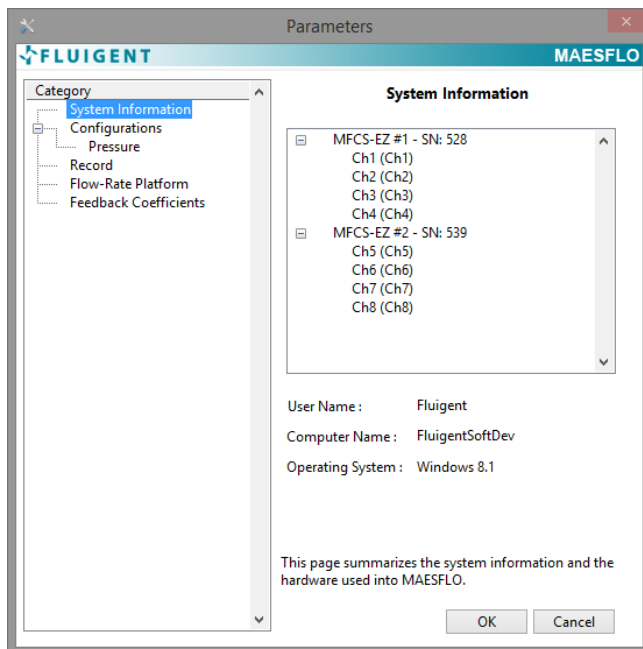 Parameters
FLUIGENT
MAESFLO
Category
System Information
Configurations
Pressure
Record
Flow-Rate Platform
Feedback Coefficients
System Information
MFCS-EZ #1 - SN: 528
Ch1 (Ch1)
Ch2 (Ch2)
Ch3 (Ch3)
Ch4 (Ch4)
MFCS-EZ #2 - SN: 539
Ch5 (Ch5)
Ch6 (Ch6)
Ch7 (Ch7)
Ch8 (Ch8)
User Name : Fluigent
Computer Name : FluigentSoftDev
Operating System : Windows 8.1
This page summarizes the system information and the
hardware used into MAESFLO.
OK Cancel